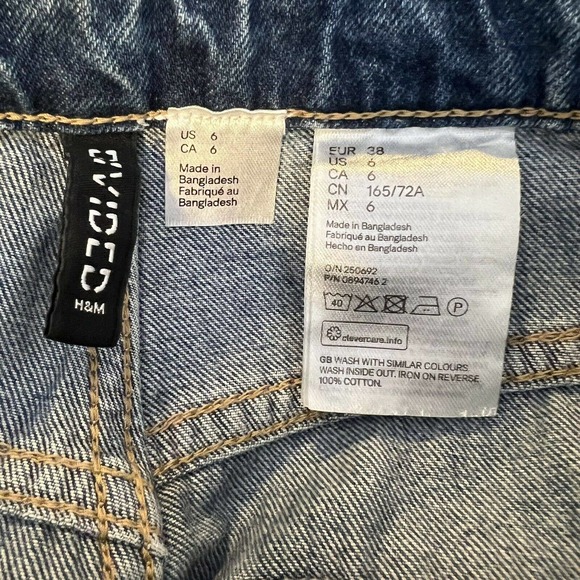 DIVIDED
H&M
US 6
CA 6
Made in
Bangladesh
Fabriqué au
Bangladesh
EUR 38
US 6
CA 6
CN 165/72A
MX 6
Made in Bangladesh
Fabriqué au Bangladesh
Hecho en Bangladesh
O/N 250692
P/N 0894746 2
40
P
clevercare.info
GB WASH WITH SIMILAR COLOURS
WASH INSIDE OUT. IRON ON REVERSE
100% COTTON.